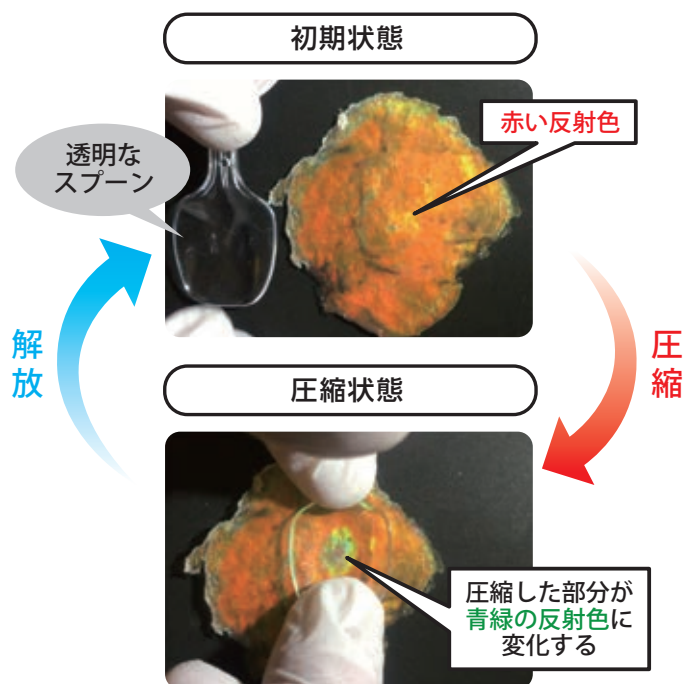 初期状態
赤い反射色
透明な
スプーン
解放
圧縮
圧縮状態
圧縮した部分が
青緑の反射色に
変化する